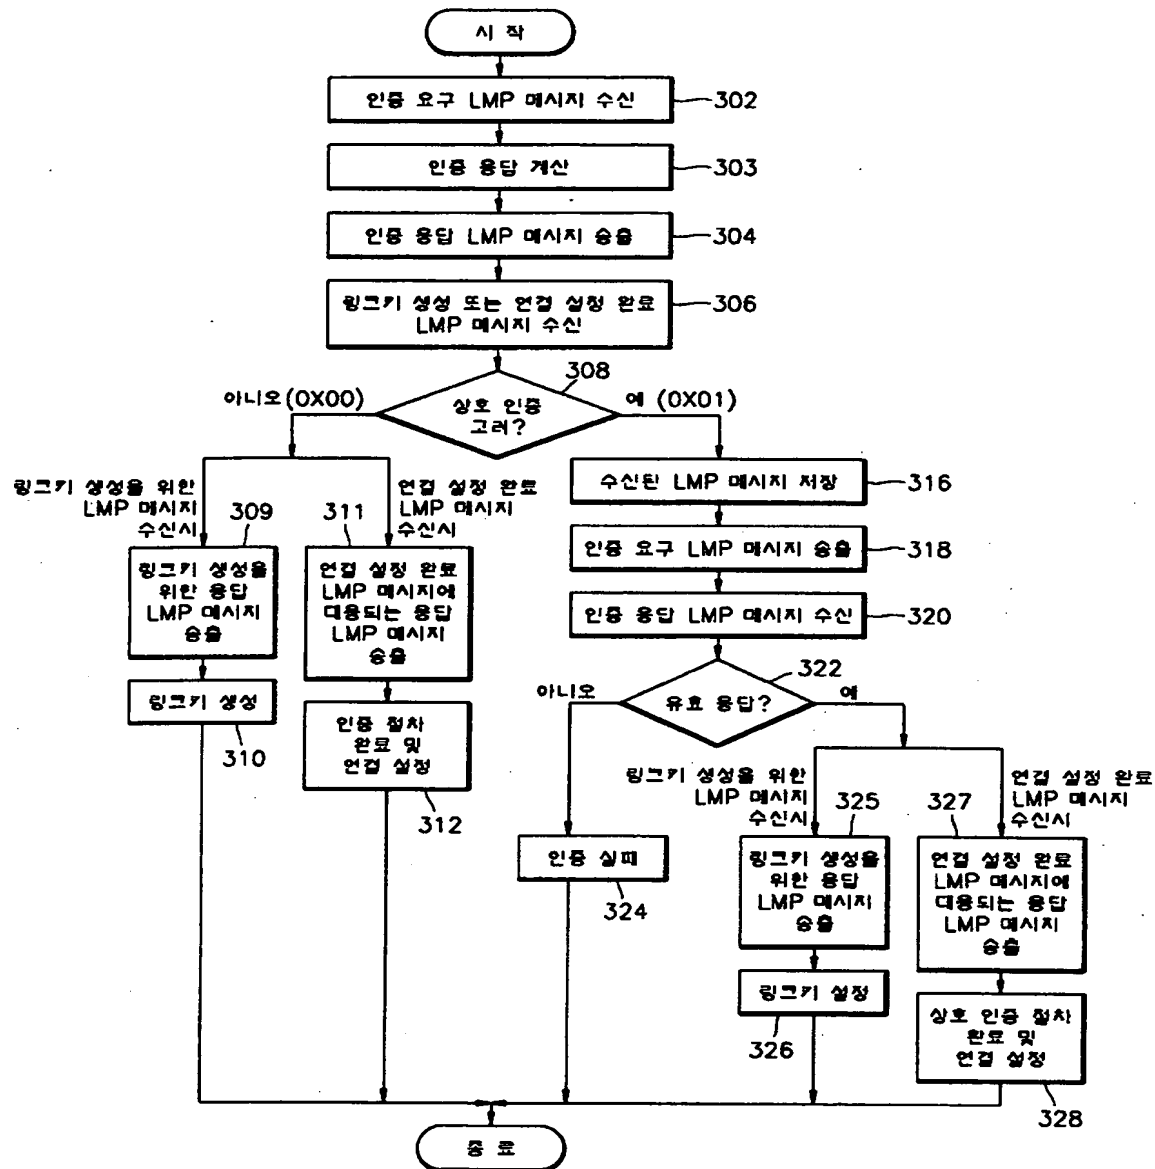 시 작
인증 요구 LMP 메시지 수신
302
인증 응답 계산
303
인증 응답 LMP 메시지 송출
304
링크키 생성 또는 연결 설정 완료
LMP 메시지 수신
306
308
아니오(0X00)
상호 인증
고려?
예 (0X01)
링크키 생성을 위한
LMP 메시지
수신시
연결 설정 완료
LMP 메시지
수신시
309
링크키 생성을
위한 응답
LMP 메시지
송출
링크키 생성
310
311
연결 설정 완료
LMP 메시지에
대응되는 응답
LMP 메시지
송출
인증 절차
완료 및
연결 설정
312
수신된 LMP 메시지 저장
316
인증 요구 LMP 메시지 송출
318
인증 응답 LMP 메시지 수신
320
322
아니오
유효 응답?
예
인증 실패
324
링크키 생성을 위한
LMP 메시지
수신시
325
링크키 생성을
위한 응답
LMP 메시지
송출
링크키 설정
326
연결 설정 완료
LMP 메시지
수신시
327
연결 설정 완료
LMP 메시지에
대응되는 응답
LMP 메시지
송출
상호 인증 절차
완료 및
연결 설정
328
종 료